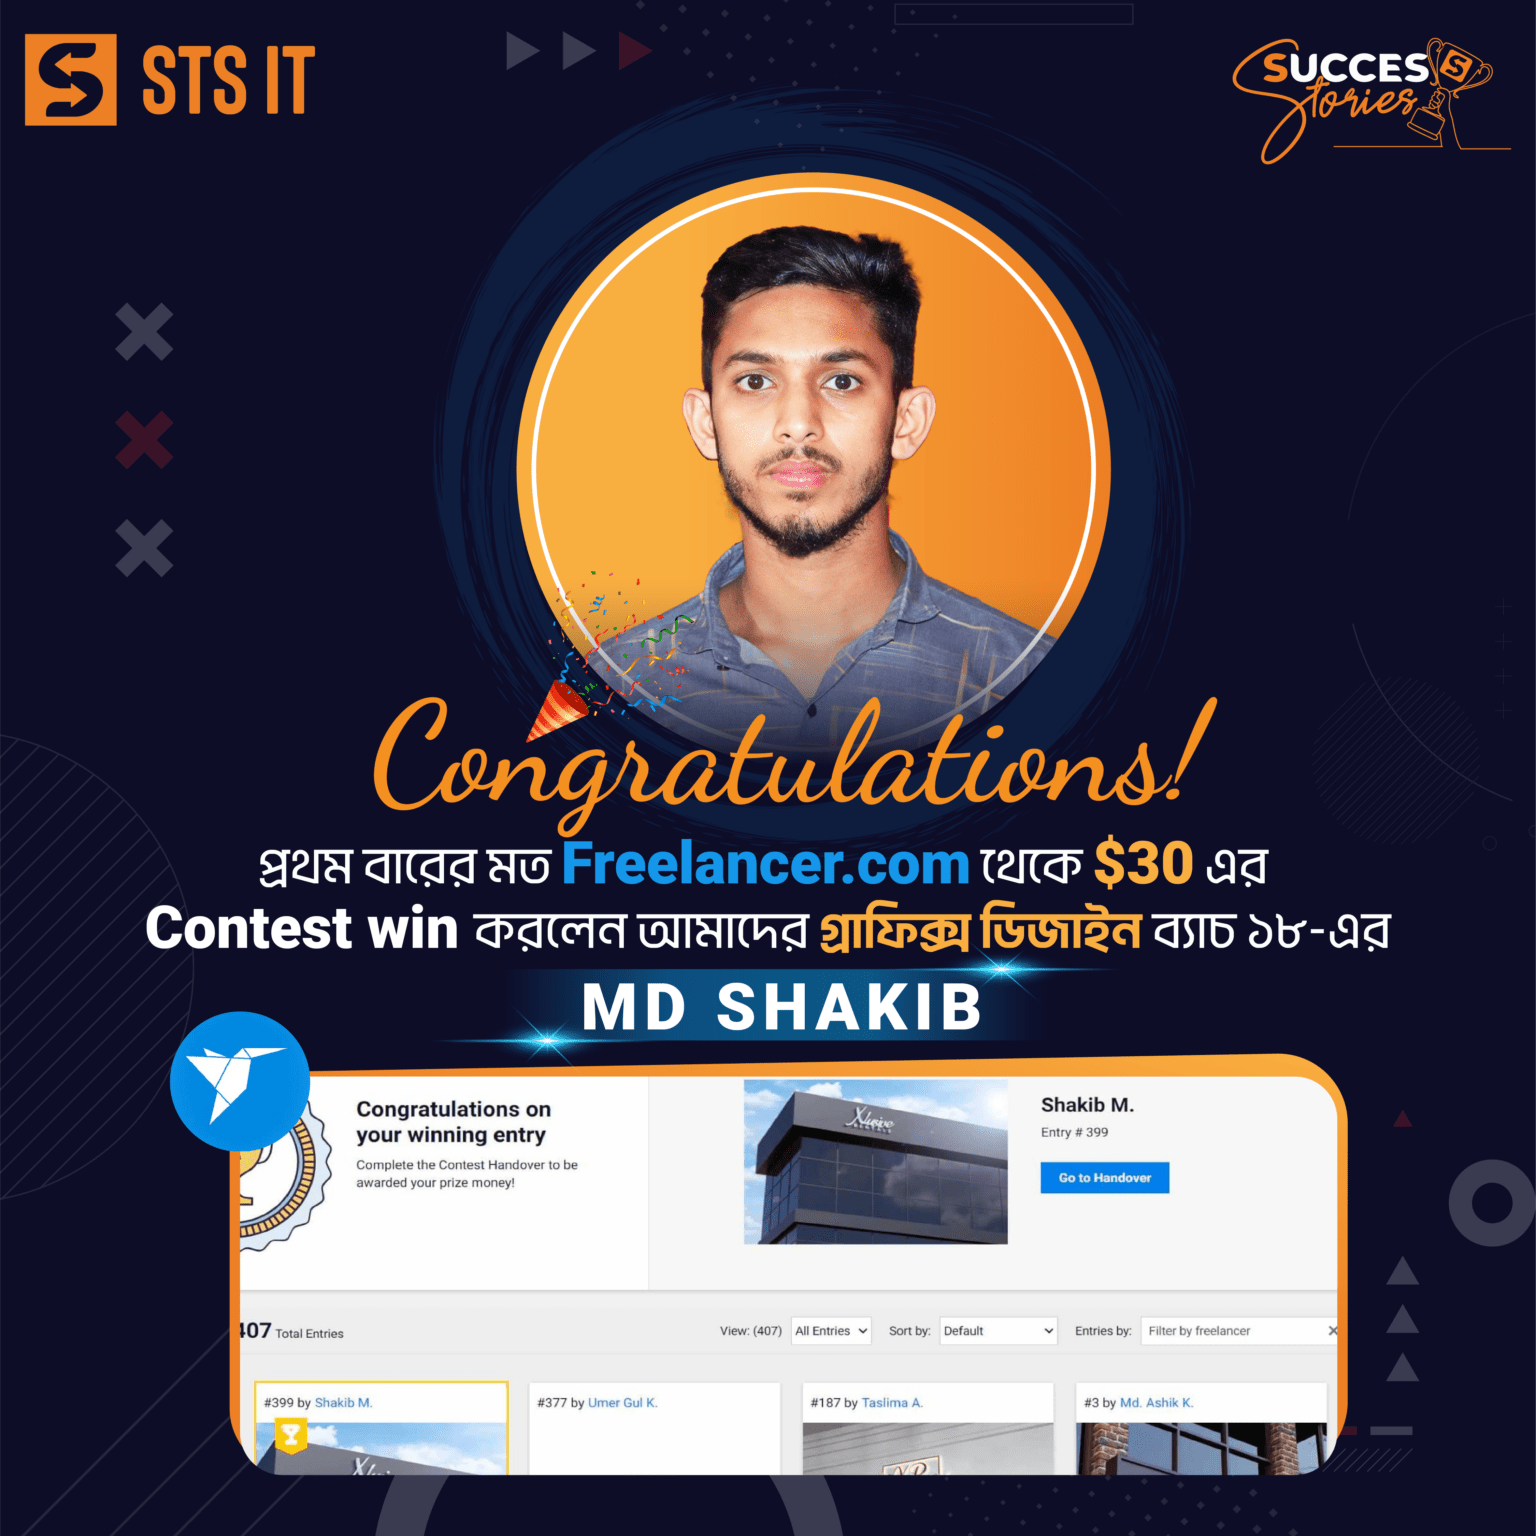 STS IT
SUCCESS
Stories
Congratulations!
প্রথম বারের মত Freelancer.com থেকে $30 এর
Contest win করলেন আমাদের গ্রাফিক্স ডিজাইন ব্যাচ ১৮-এর
MD SHAKIB
Congratulations on
your winning entry
Complete the Contest Handover to be
awarded your prize money!
Xlusive
Shakib M.
Entry # 399
Go to Handover
407 Total Entries
View: (407) All Entries Sort by: Default Entries by: Filter by freelancer
#399 by Shakib M.
#377 by Umer Gul K.
#187 by Taslima A.
#3 by Md. Ashik K.